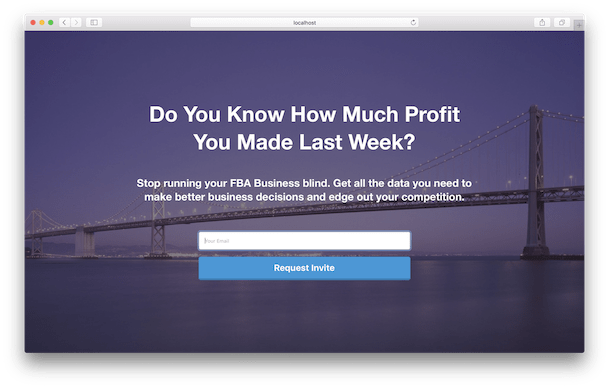 localhost
Do You Know How Much Profit
You Made Last Week?
Stop running your FBA Business blind. Get all the data you need to
make better business decisions and edge out your competition.
Your Email
Request Invite